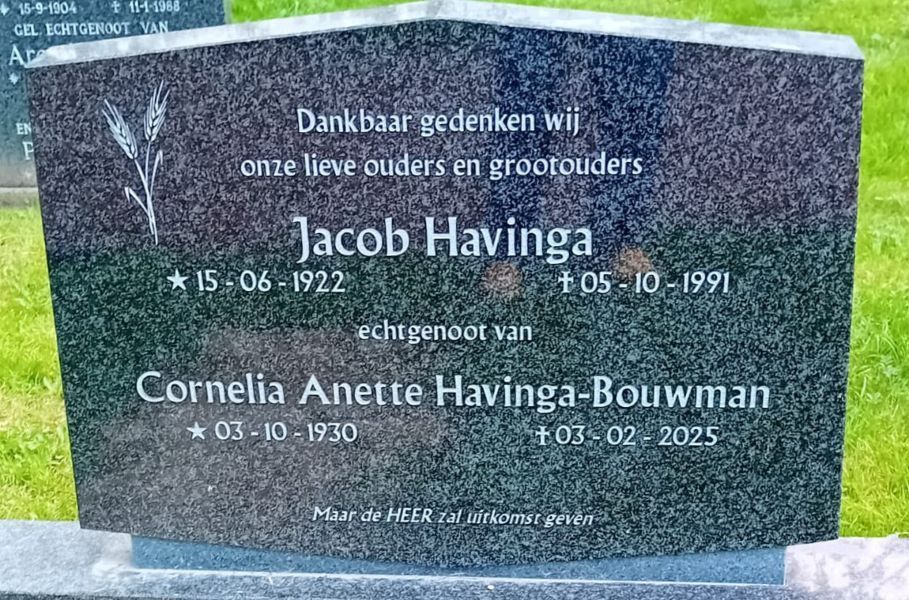 15-9-1904 ✝ 11-1-1988
GEL. ECHTGENOOT VAN
Dankbaar gedenken wij
onze lieve ouders en grootouders
Jacob Havinga
★ 15 - 06 - 1922 ✝ 05 - 10 - 1991
echtgenoot van
Cornelia Anette Havinga-Bouwman
★ 03 - 10 - 1930 ✝ 03 - 02 - 2025
Maar de HEER zal uitkomst geven